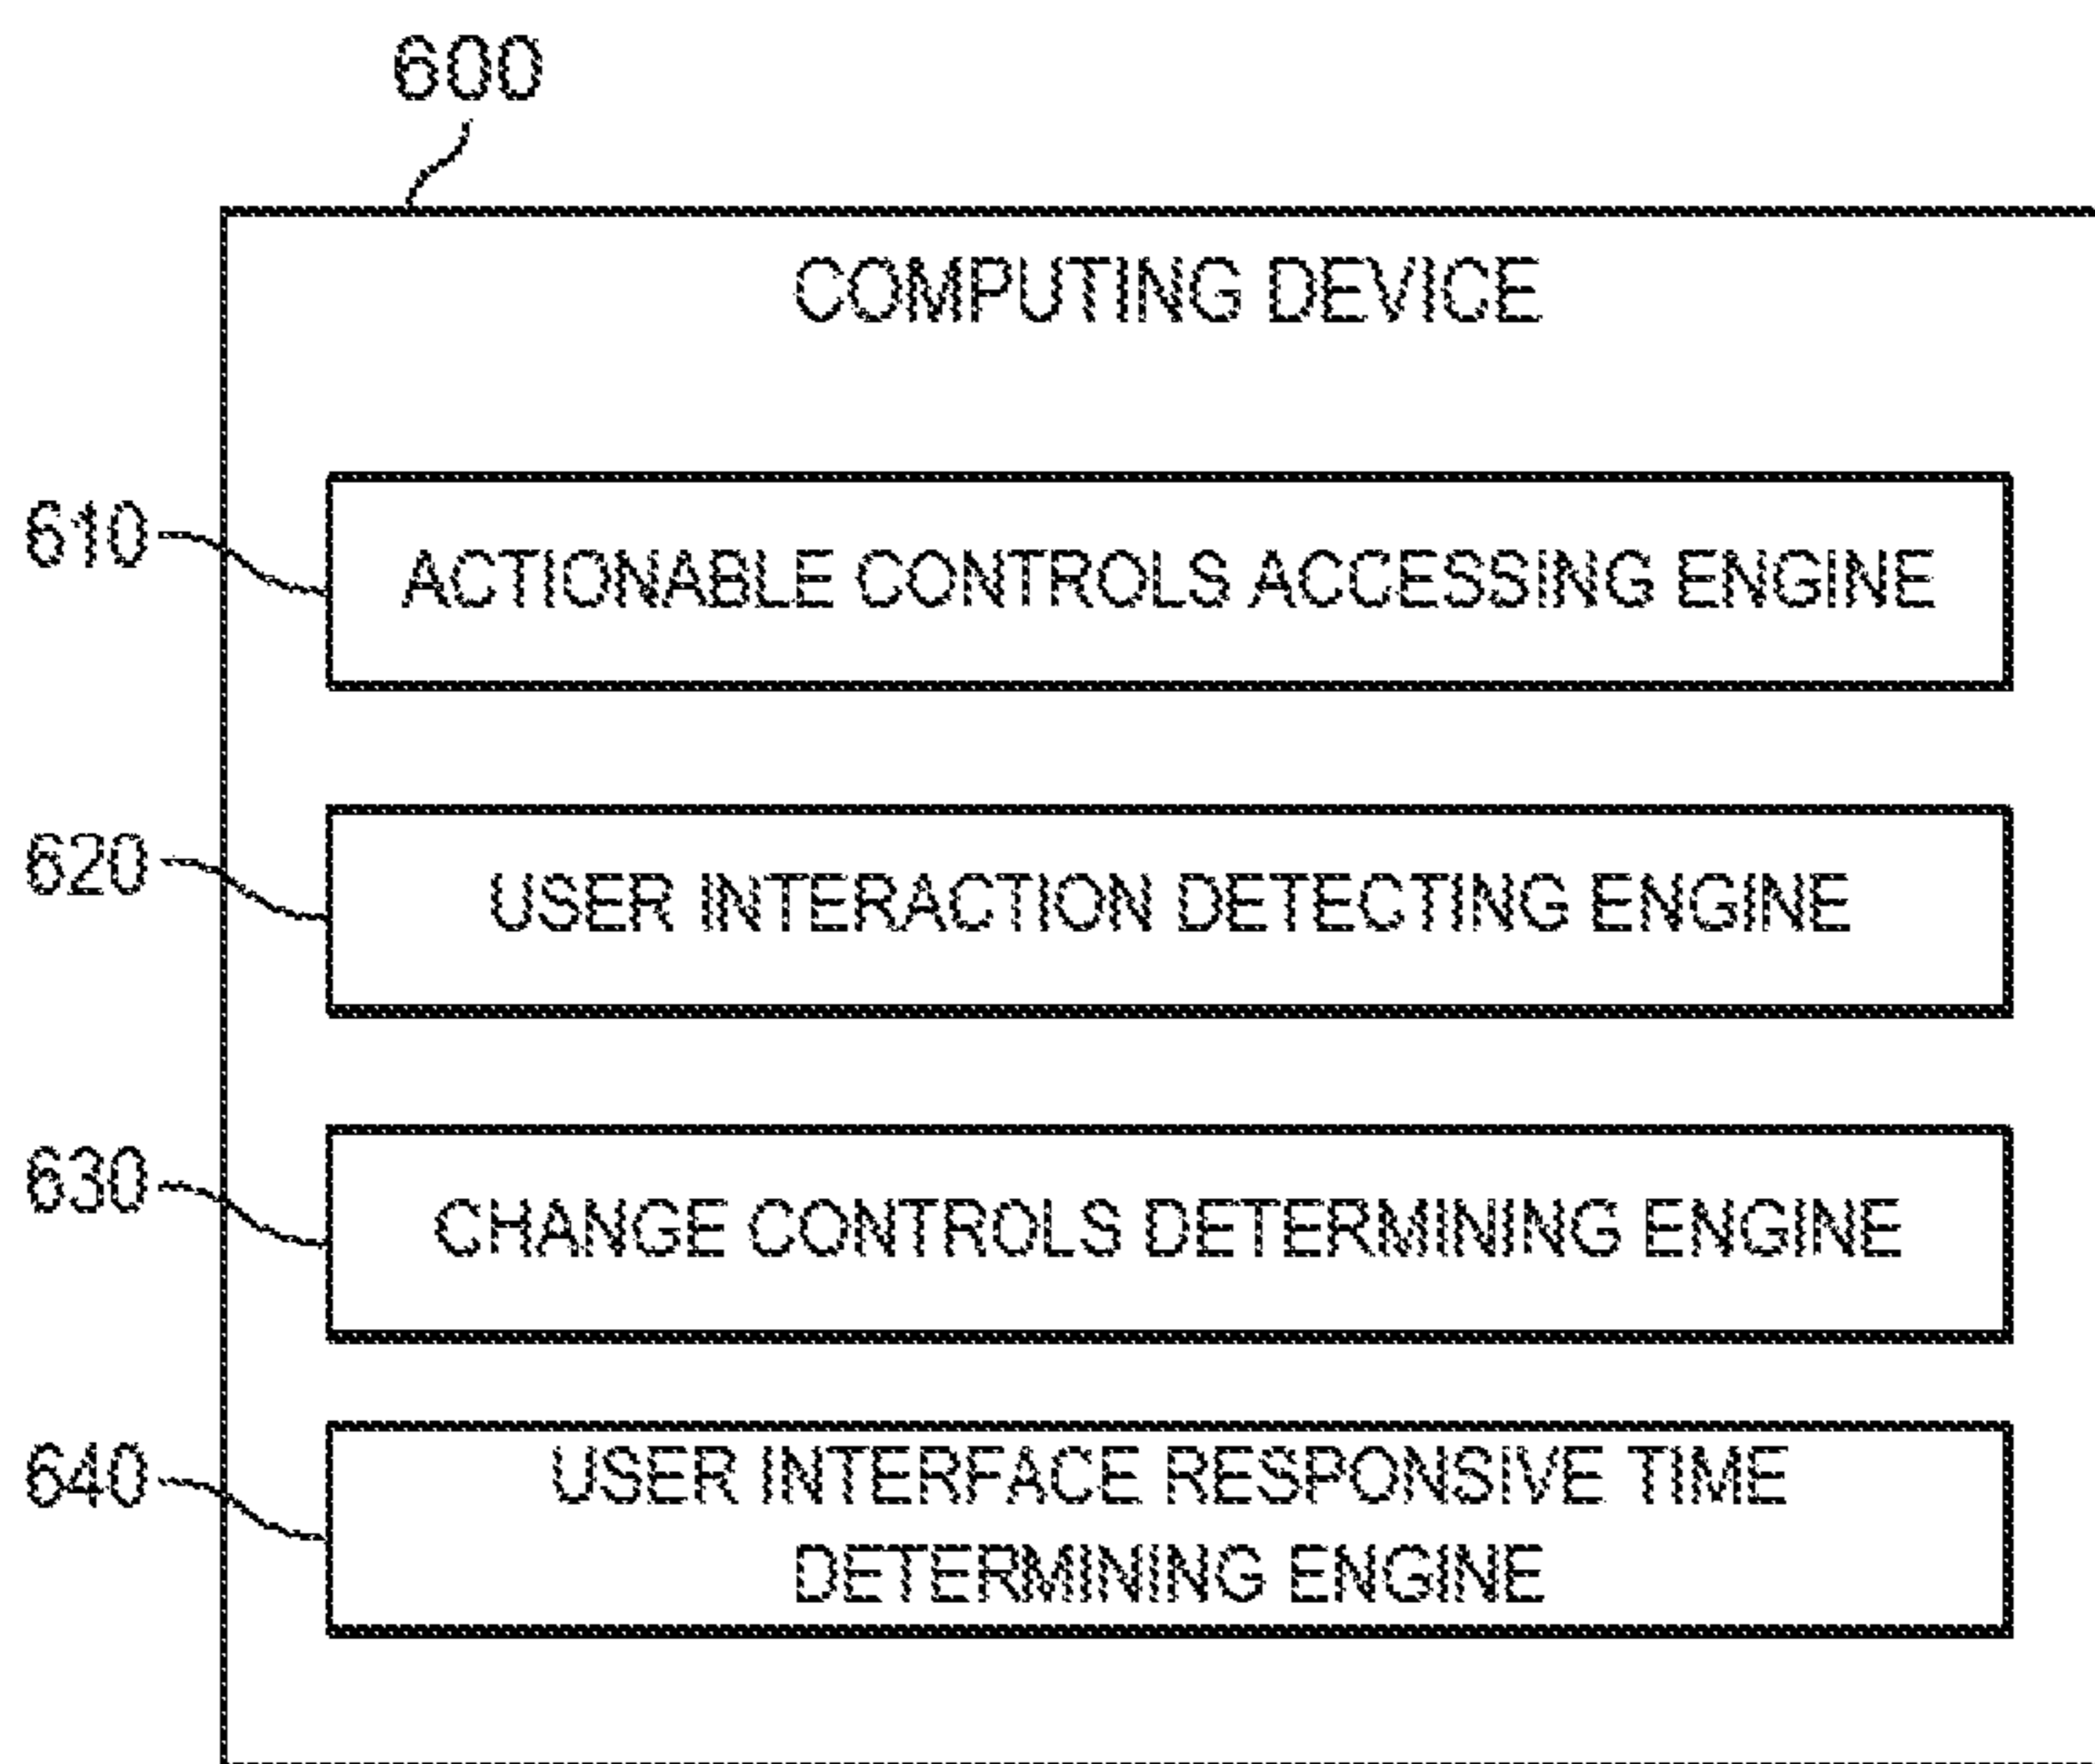 600
COMPUTING DEVICE
610
ACTIONABLE CONTROLS ACCESSING ENGINE
620
USER INTERACTION DETECTING ENGINE
630
CHANGE CONTROLS DETERMINING ENGINE
640
USER INTERFACE RESPONSIVE TIME
DETERMINING ENGINE